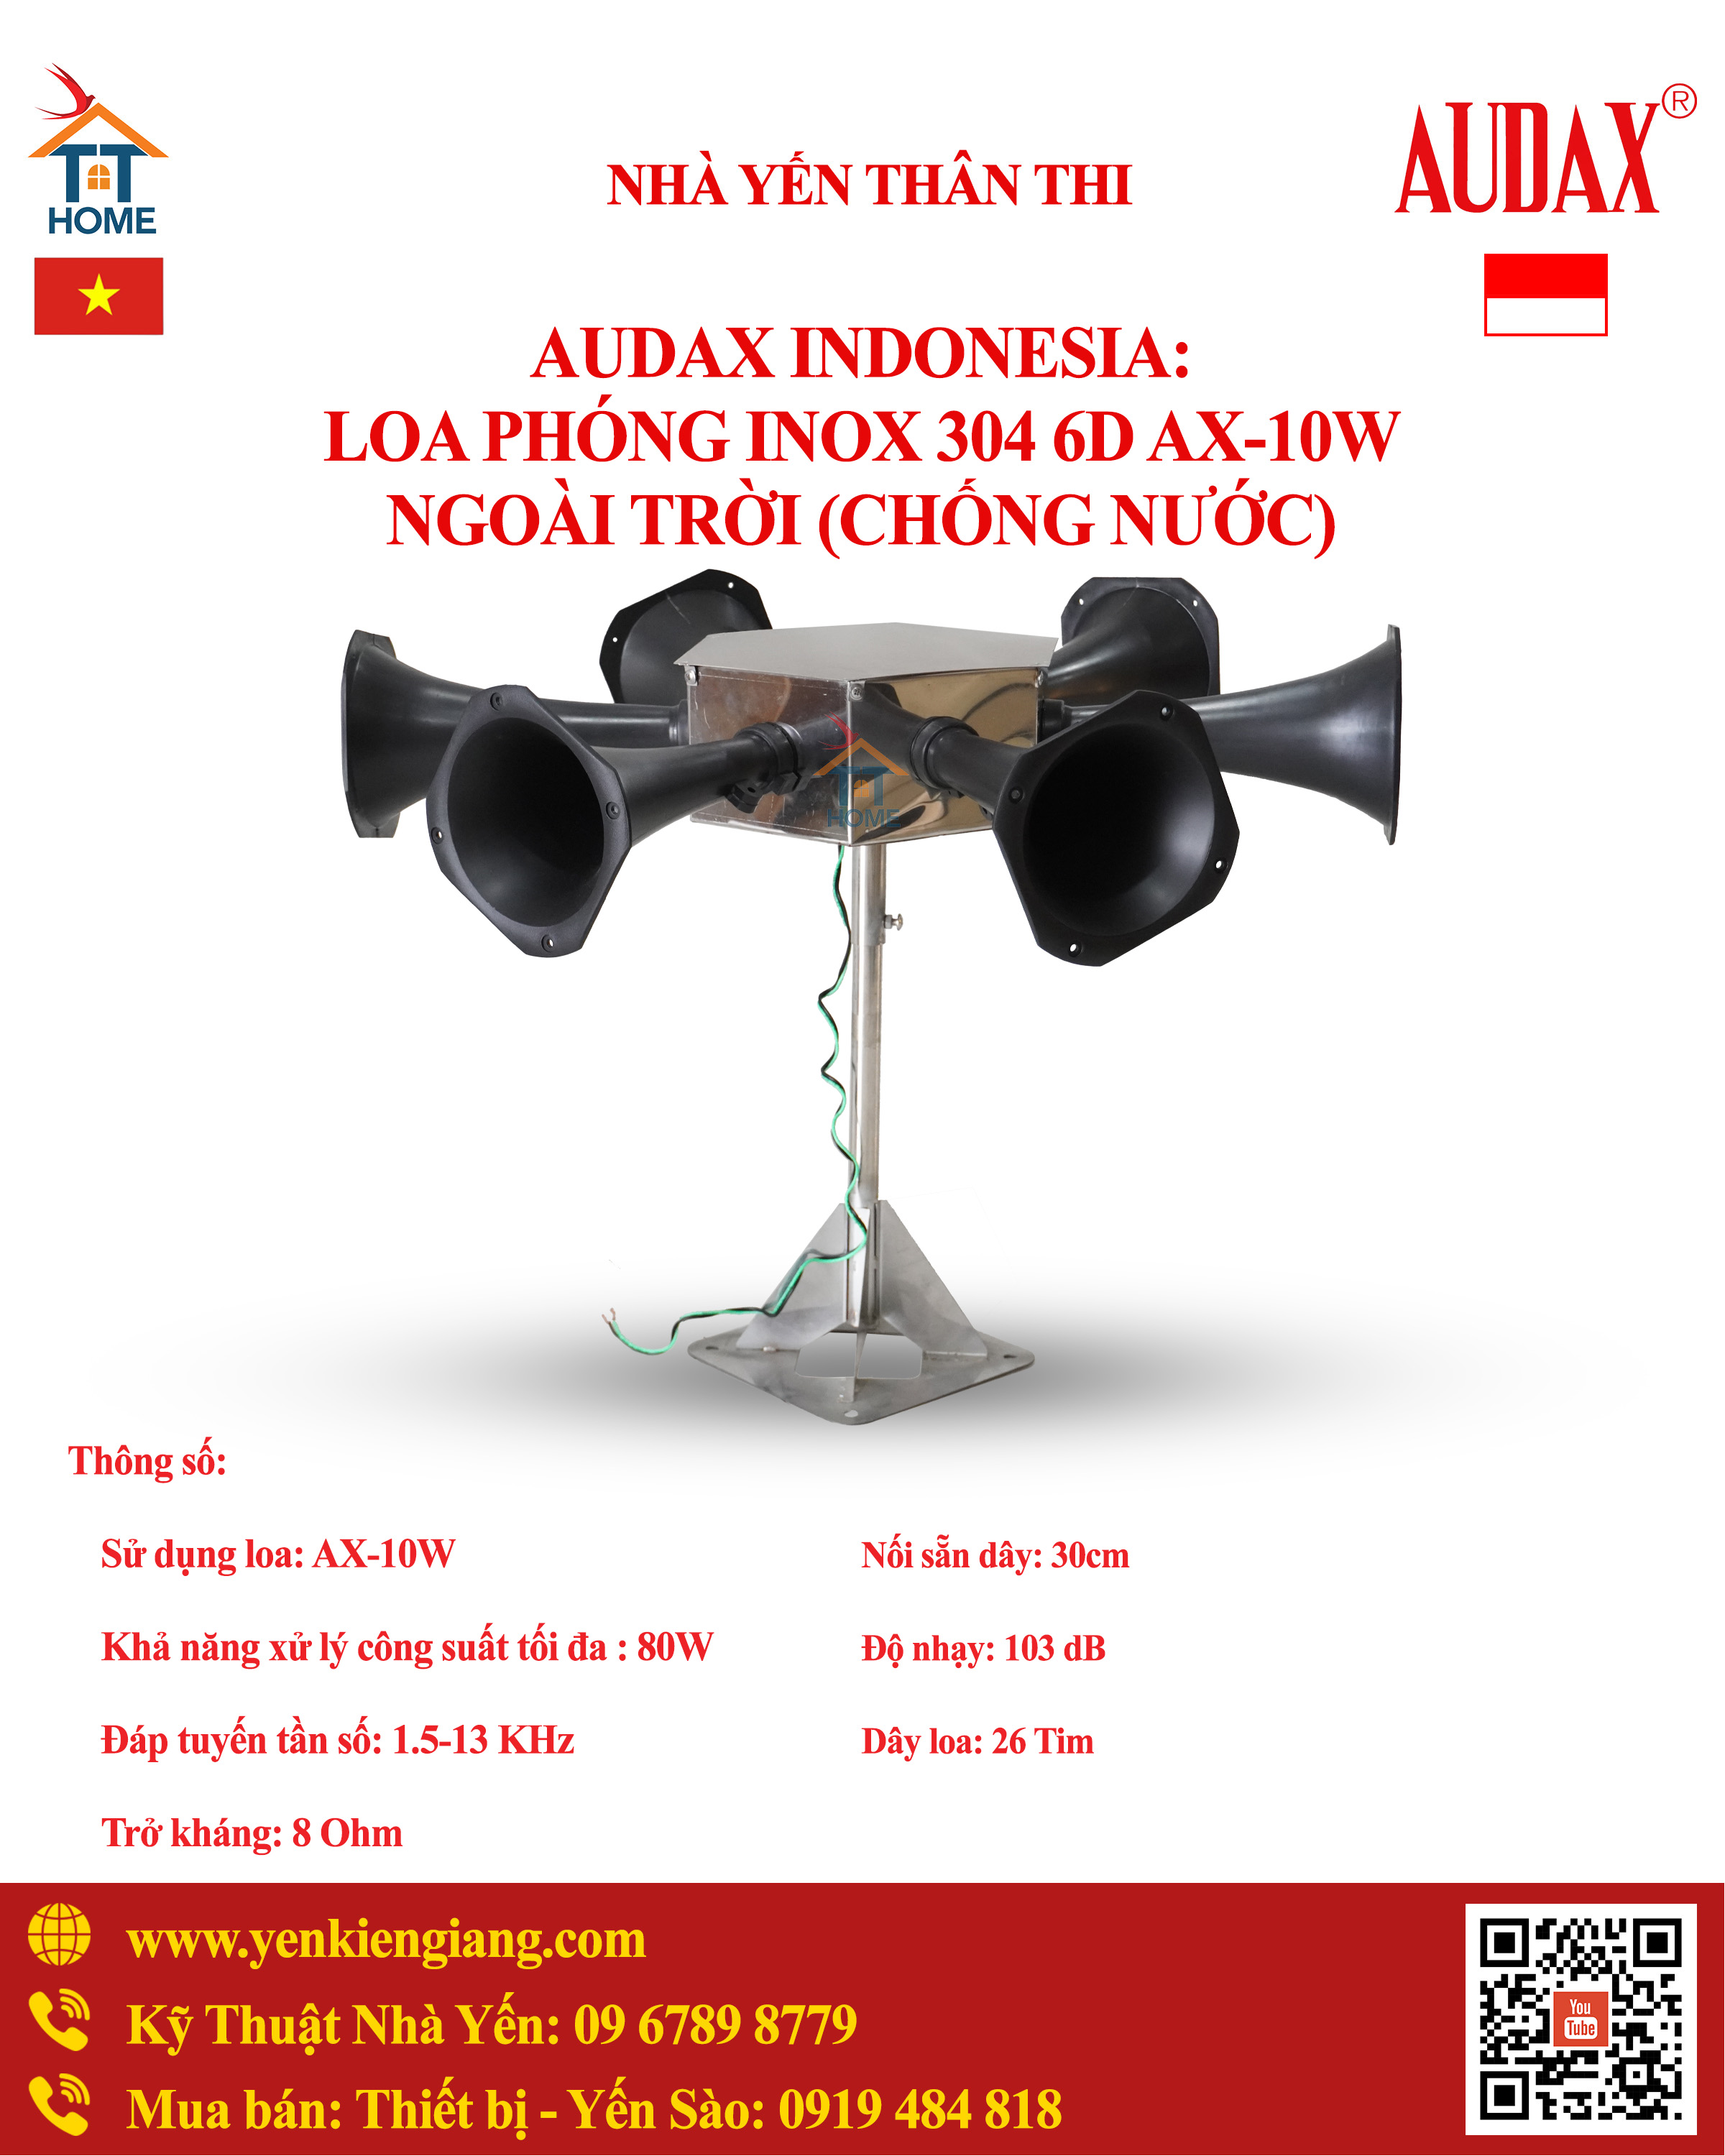 TT
HOME
NHÀ YẾN THÂN THI
AUDAX®
AUDAX INDONESIA:
LOA PHÓNG INOX 304 6D AX-10W
NGOÀI TRỜI (CHỐNG NƯỚC)
TT
HOME
Thông số:
Sử dụng loa: AX-10W
Khả năng xử lý công suất tối đa : 80W
Đáp tuyến tần số: 1.5-13 KHz
Trở kháng: 8 Ohm
Nối sẵn dây: 30cm
Độ nhạy: 103 dB
Dây loa: 26 Tim
www.yenkiengiang.com
Kỹ Thuật Nhà Yến: 09 6789 8779
Mua bán: Thiết bị - Yến Sào: 0919 484 818
You
Tube